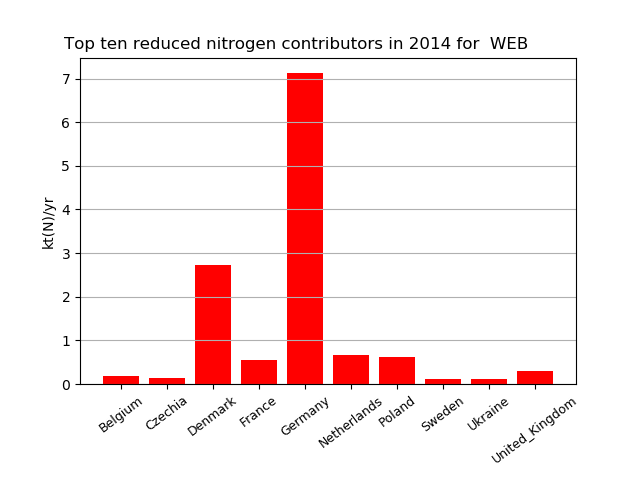 Top ten reduced nitrogen contributors in 2014 for  WEB
7
6
5
4
3
2
1
0
kt(N)/yr
Belgium
Czechia
Denmark
France
Germany
Netherlands
Poland
Sweden
Ukraine
United_Kingdom